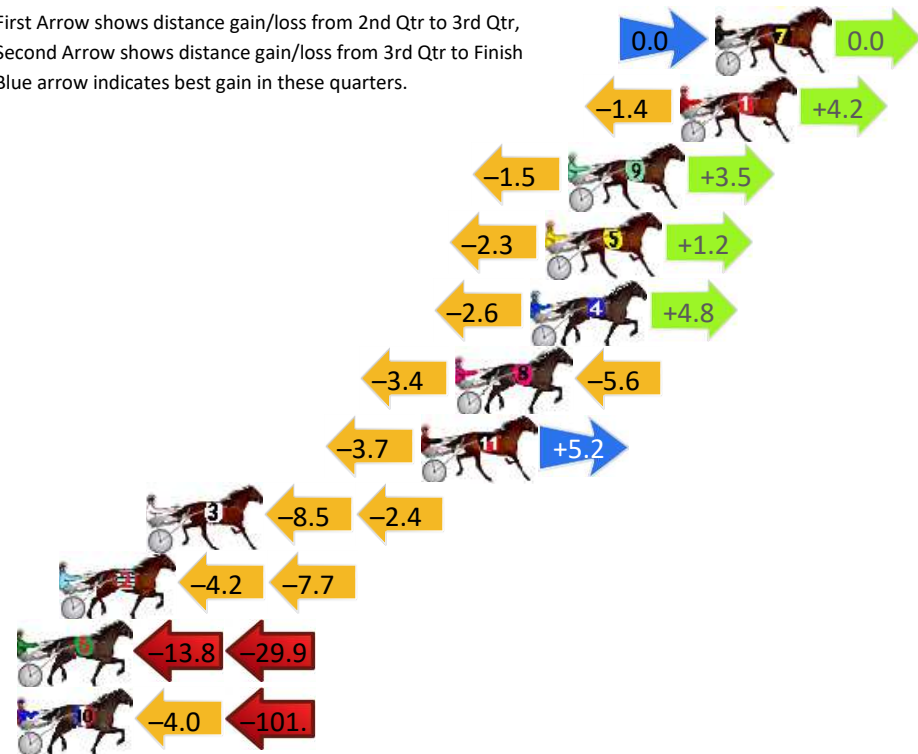 First Arrow shows distance gain/loss from 2nd Qtr to 3rd Qtr,
Second Arrow shows distance gain/loss from 3rd Qtr to Finish
Blue arrow indicates best gain in these quarters.
0.0 7 0.0
−1.4 1 +4.2
−1.5 9 +3.5
−2.3 5 +1.2
−2.6 4 +4.8
−3.4 8 −5.6
−3.7 11 +5.2
3 −8.5 −2.4
2 −4.2 −7.7
6 −13.8 −29.9
10 −4.0 −101.